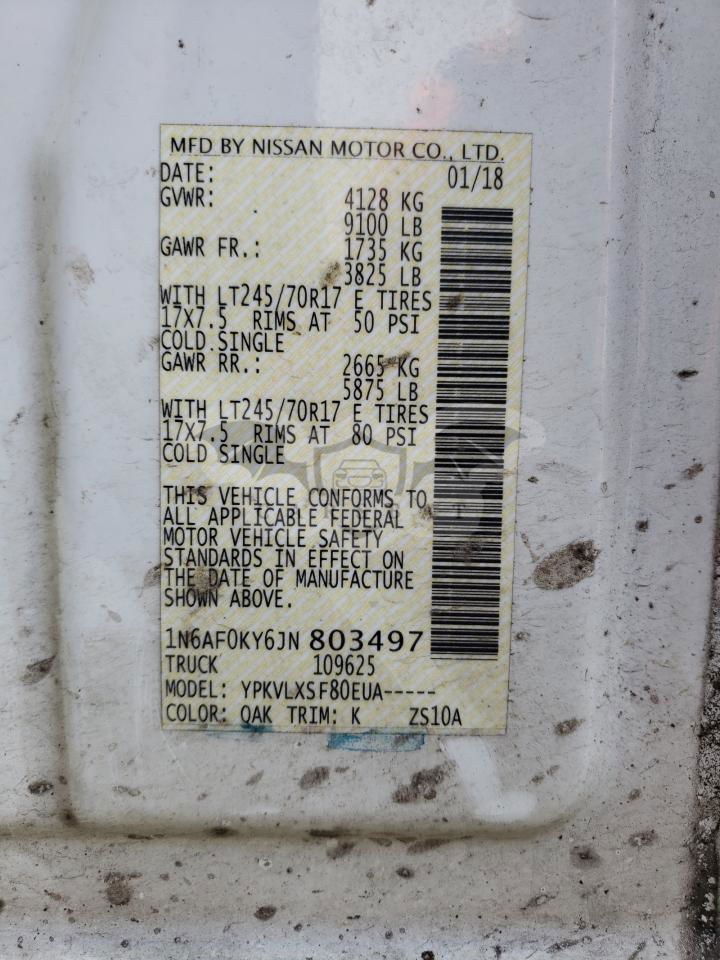 MFD BY NISSAN MOTOR CO., LTD.
DATE: 01/18
GVWR: 4128 KG
9100 LB
GAWR FR.: 1735 KG
3825 LB
WITH LT245/70R17 E TIRES
17X7.5 RIMS AT 50 PSI
COLD SINGLE
GAWR RR.: 2665 KG
5875 LB
WITH LT245/70R17 E TIRES
17X7.5 RIMS AT 80 PSI
COLD SINGLE
THIS VEHICLE CONFORMS TO
ALL APPLICABLE FEDERAL
MOTOR VEHICLE SAFETY
STANDARDS IN EFFECT ON
THE DATE OF MANUFACTURE
SHOWN ABOVE.
1N6AF0KY6JN 803497
TRUCK 109625
MODEL: YPKVLXSF80EUA-----
COLOR: QAK TRIM: K ZS10A